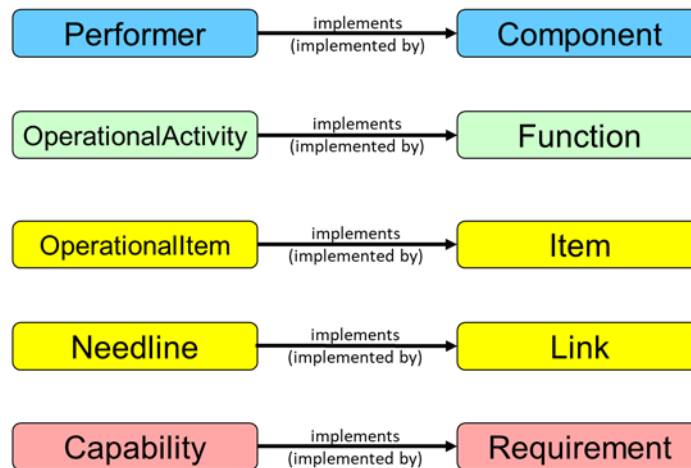 Performer
implements
(implemented by)
Component
OperationalActivity
implements
(implemented by)
Function
OperationalItem
implements
(implemented by)
Item
Needline
implements
(implemented by)
Link
Capability
implements
(implemented by)
Requirement